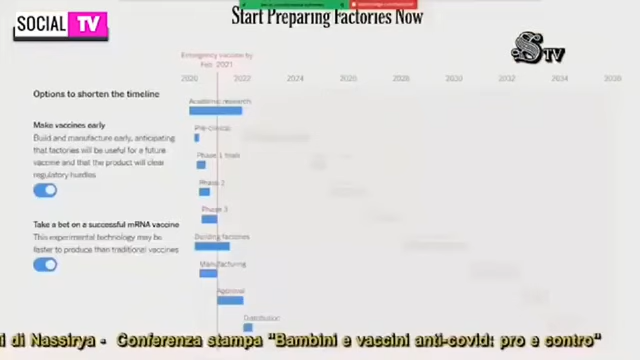 SOCIAL TV
Start Preparing Factories Now
S TV
Emergency vaccine by
Feb. 2021
2020 2022 2024 2026 2028 2030 2032 2034 2036
Options to shorten the timeline
Academic research
Make vaccines early
Build and manufacture early, anticipating
that factories will be useful for a future
vaccine and that the product will clear
regulatory hurdles
Pre-clinical
Phase 1 trials
Phase 2
Phase 3
Take a bet on a successful mRNA vaccine
This experimental technology may be
faster to produce than traditional vaccines
Building factories
Manufacturing
Approval
Distribution
i di Nassirya - Conferenza stampa "Bambini e vaccini anti-covid: pro e contro"